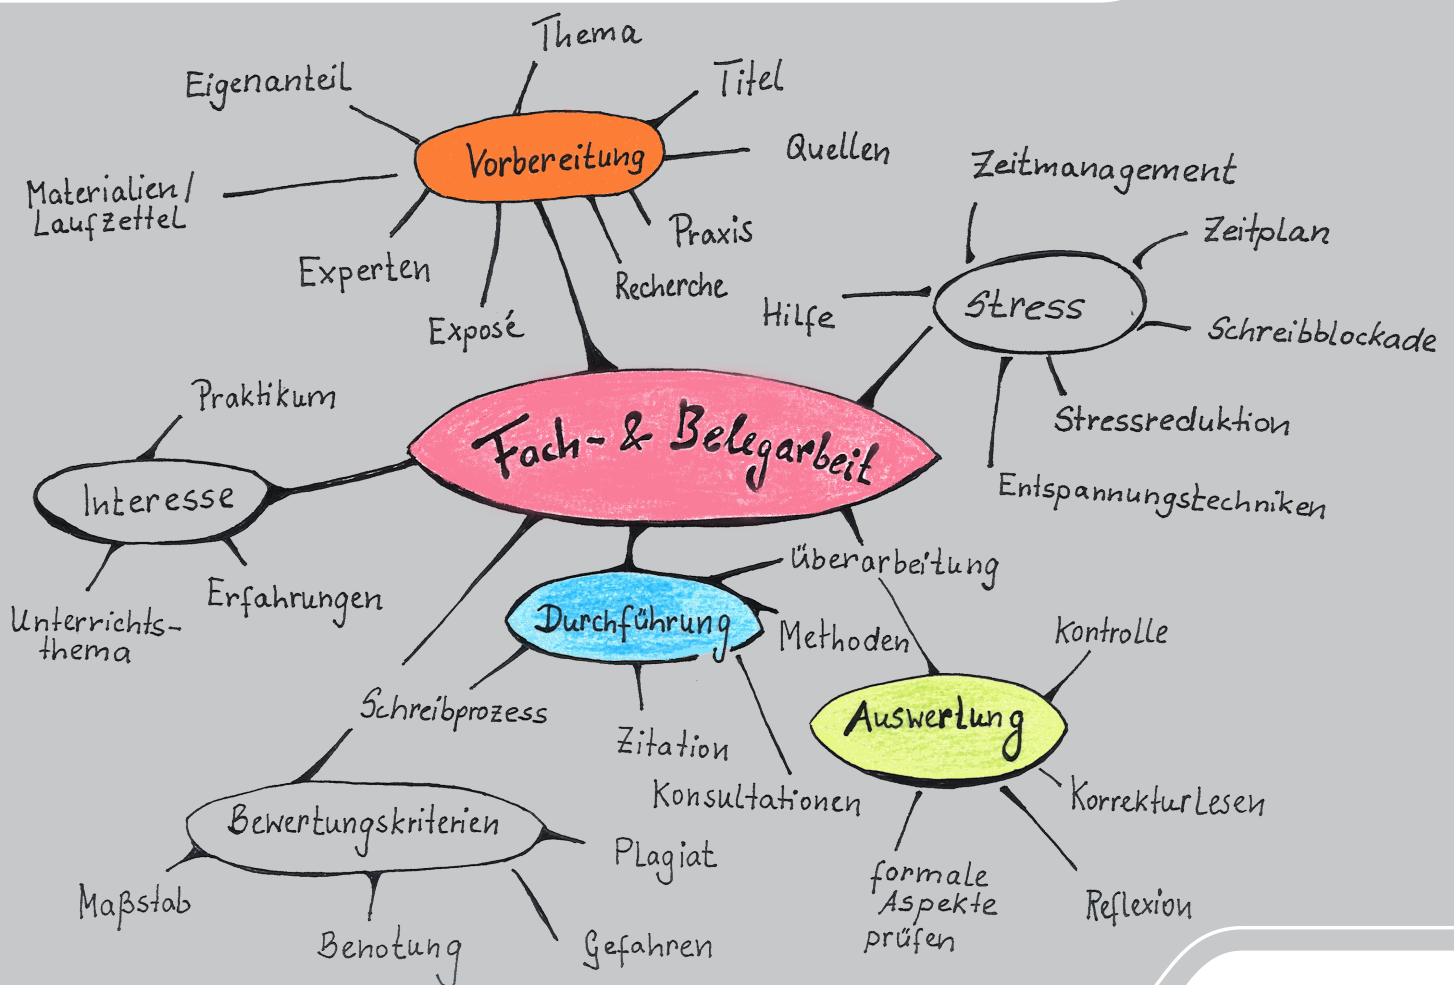 Thema
Eigenanteil
Titel
Vorbereitung
Quellen
Materialien/
Laufzettel
Praxis
Experten
Recherche
Exposé
Zeitmanagement
Zeitplan
Hilfe
Stress
Schreibblockade
Stressreduktion
Entspannungstechniken
Fach- & Belegarbeit
Praktikum
Interesse
Erfahrungen
Unterrichts-
thema
Überarbeitung
Durchführung
Methoden
Schreibprozess
Zitation
Konsultationen
Kontrolle
Auswertung
Korrekturlesen
formale
Aspekte
prüfen
Reflexion
Bewertungskriterien
Plagiat
Maßstab
Benotung
Gefahren